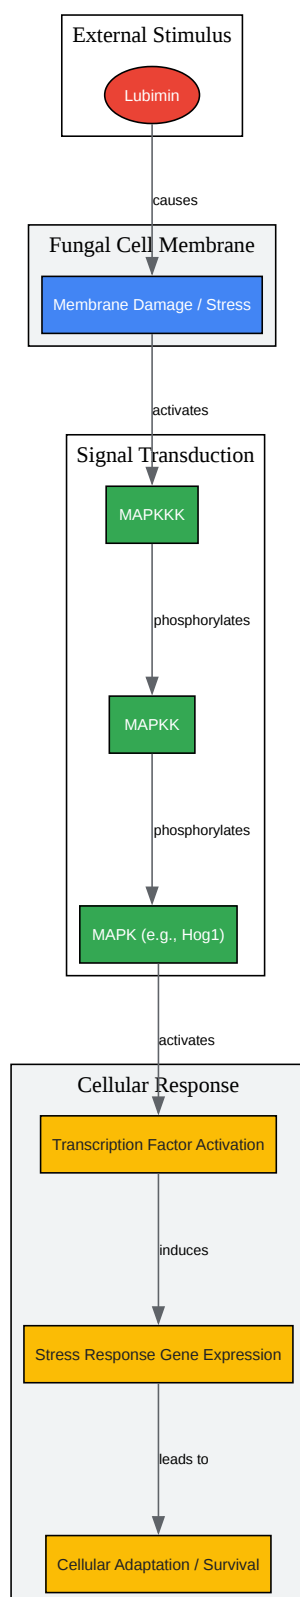 External Stimulus
Lubimin
causes
Fungal Cell Membrane
Membrane Damage / Stress
activates
Signal Transduction
MAPKKK
phosphorylates
MAPKK
phosphorylates
MAPK (e.g., Hog1)
activates
Cellular Response
Transcription Factor Activation
induces
Stress Response Gene Expression
leads to
Cellular Adaptation / Survival